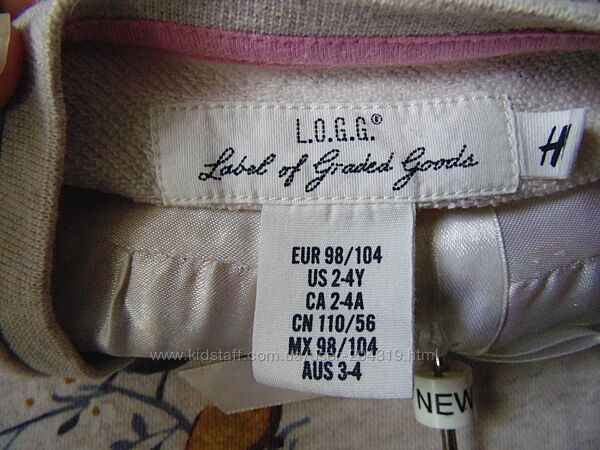 L.O.G.G.®
Label of Graded Goods
H
EUR 98/104
US 2-4Y
CA 2-4A
CN 110/56
MX 98/104
AUS 3-4
NEW